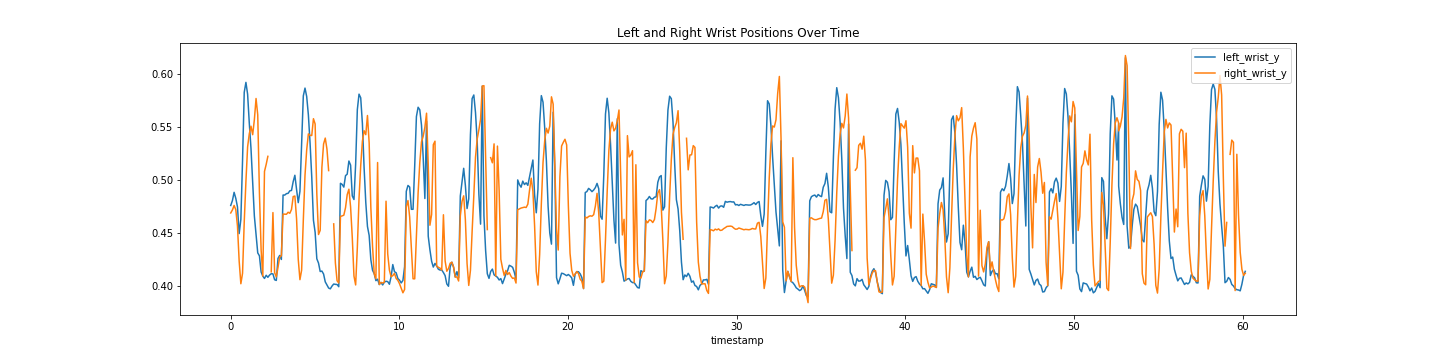 Left and Right Wrist Positions Over Time
left_wrist_y
right_wrist_y
0.60
0.55
0.50
0.45
0.40
0 10 20 30 40 50 60
timestamp